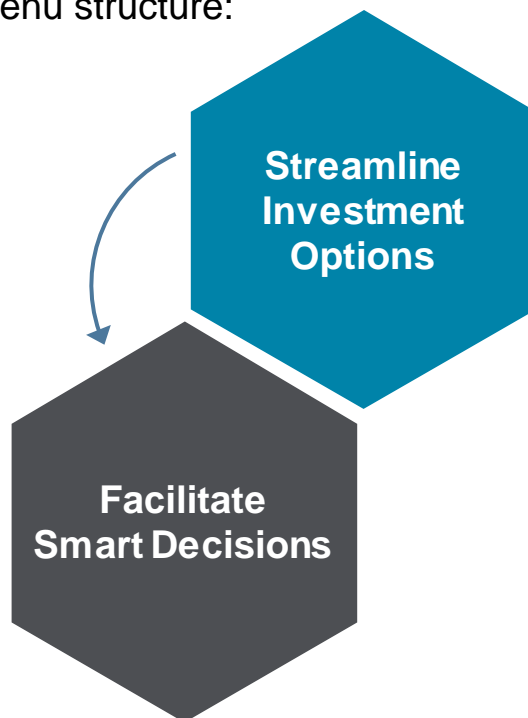 enu structure:
Streamline
Investment
Options
Facilitate
Smart Decisions